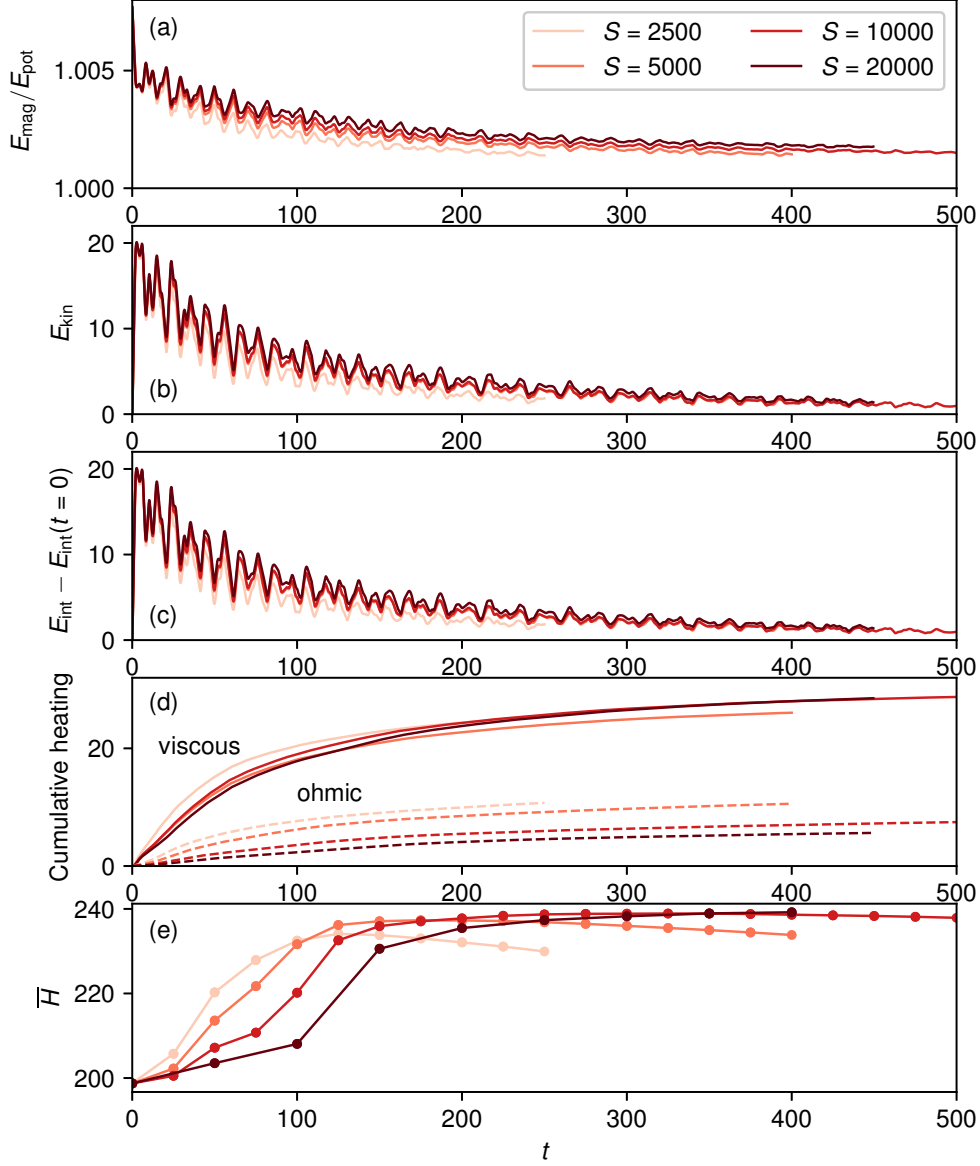 (a)
S = 2500
S = 5000
S = 10000
S = 20000
E_mag / E_pot
1.005
1.000
0 100 200 300 400 500
(b)
E_kin
20
10
0
0 100 200 300 400 500
(c)
E_int − E_int(t = 0)
20
10
0
0 100 200 300 400 500
(d)
viscous
ohmic
Cumulative heating
20
0
0 100 200 300 400 500
(e)
H̅
240
220
200
0 100 200 300 400 500
t